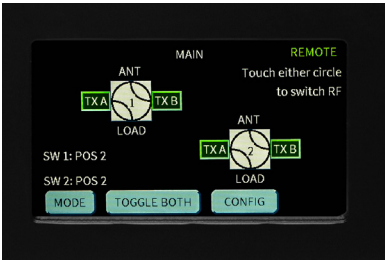 MAIN
REMOTE
Touch either circle
to switch RF
ANT
TX A
1
TX B
LOAD
ANT
TX A
2
TX B
LOAD
SW 1: POS 2
SW 2: POS 2
MODE
TOGGLE BOTH
CONFIG